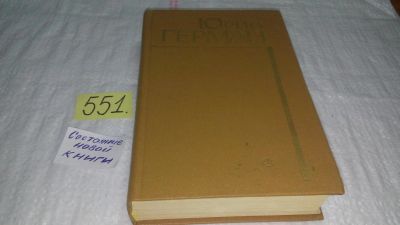 Юрий
ГЕРМАН
551.
Состояние
новой
книги